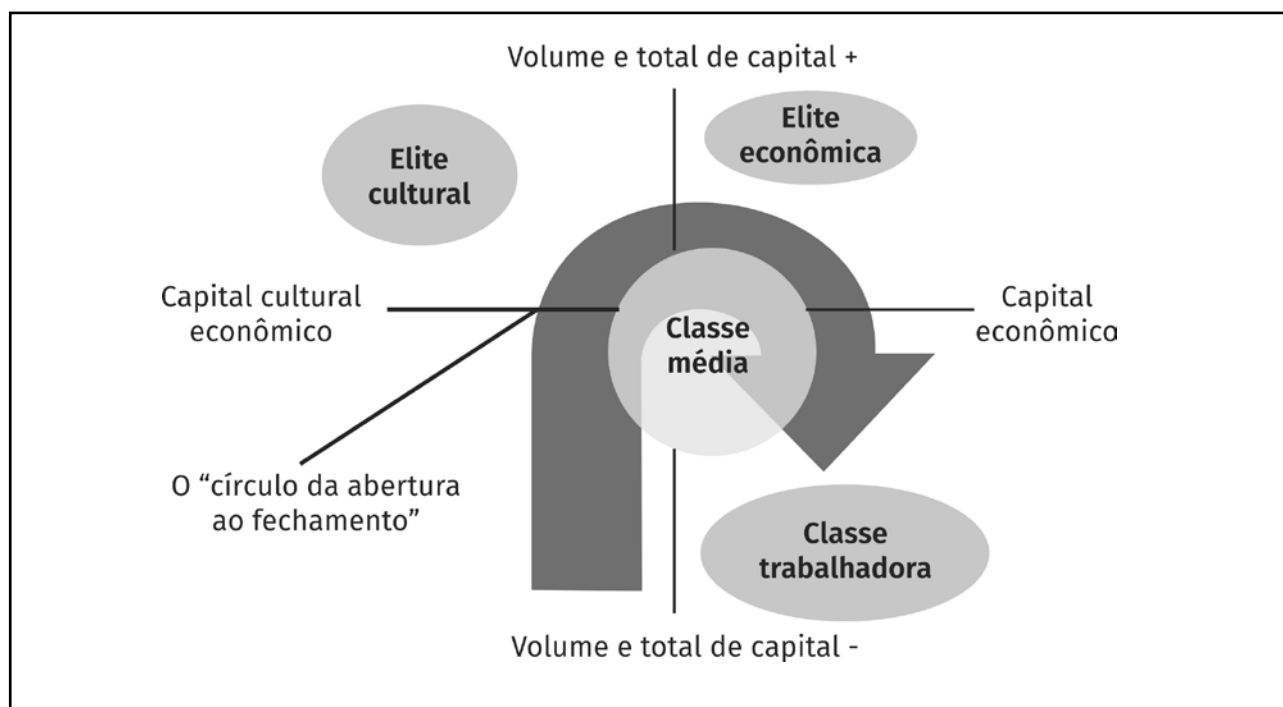 Volume e total de capital +
Elite
econômica
Elite
cultural
Capital cultural
econômico
Classe
média
Capital
econômico
O “círculo da abertura
ao fechamento”
Classe
trabalhadora
Volume e total de capital -